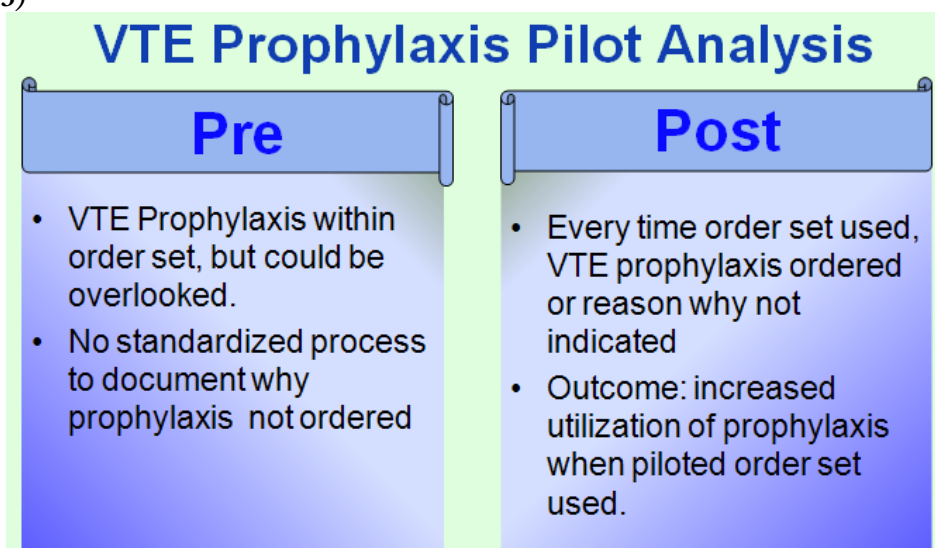 VTE Prophylaxis Pilot Analysis
Pre
• VTE Prophylaxis within
order set, but could be
overlooked.
• No standardized process
to document why
prophylaxis not ordered
Post
• Every time order set used,
VTE prophylaxis ordered
or reason why not
indicated
• Outcome: increased
utilization of prophylaxis
when piloted order set
used.